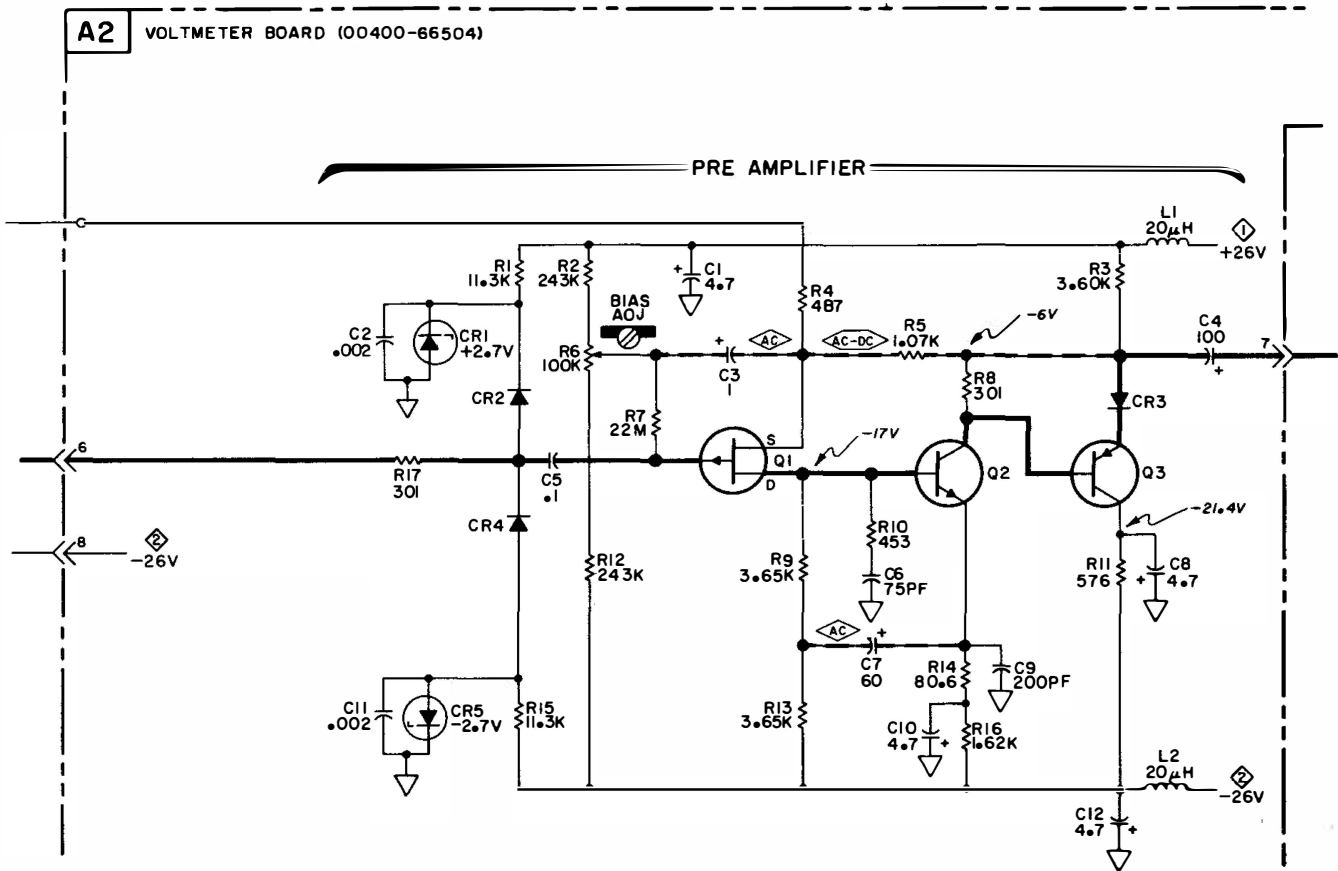 A2 VOLTMETER BOARD (00400-66504)
PRE AMPLIFIER
C
L1
20µH
1
+26V
R1
11.3K
R2
243K
+ C1
4.7
R4
487
R3
3.60K
BIAS
ADJ
C2
.002
CR1
+2.7V
R6
100K
+
C3
1
AC
AC-DC
R5
1.07K
-6V
C4
100
+
7
CR2
R7
22M
R8
301
CR3
6
R17
301
C5
.1
S
Q1
D
-17V
Q2
Q3
CR4
-21.4V
8
2
-26V
R12
243K
R9
3.65K
R10
453
C6
75PF
R11
576
+
C8
4.7
AC
+
C7
60
R14
80.6
C9
200PF
C11
.002
CR5
-2.7V
R15
11.3K
R13
3.65K
C10
4.7
+
R16
1.62K
L2
20µH
2
-26V
C12
4.7
+